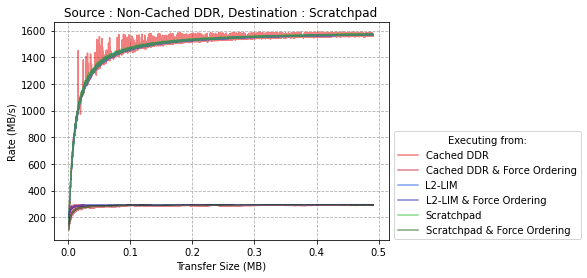 Source : Non-Cached DDR, Destination : Scratchpad
1600
1400
1200
1000
800
600
400
200
Rate (MB/s)
0.0 0.1 0.2 0.3 0.4 0.5
Transfer Size (MB)
Executing from:
Cached DDR
Cached DDR & Force Ordering
L2-LIM
L2-LIM & Force Ordering
Scratchpad
Scratchpad & Force Ordering